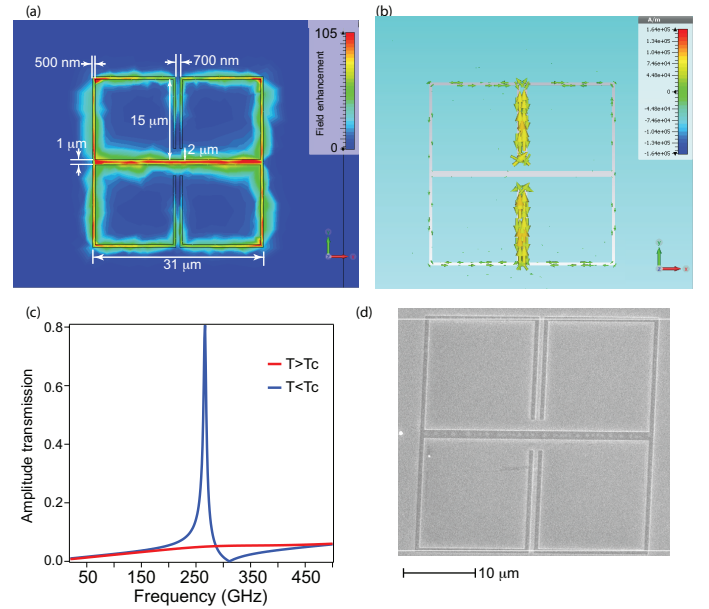 (a)
105
Field enhancement
0
500 nm
700 nm
15 μm
1 μm
2 μm
31 μm
(b)
A/m
1.64e+05
1.34e+05
1.04e+05
7.46e+04
4.48e+04
0
-4.48e+04
-7.46e+04
-1.04e+05
-1.34e+05
-1.64e+05
Y
Z
X
(c)
Amplitude transmission
0.8
0.6
0.4
0.2
0.0
T>Tc
T<Tc
50
150
250
350
450
Frequency (GHz)
(d)
10 μm